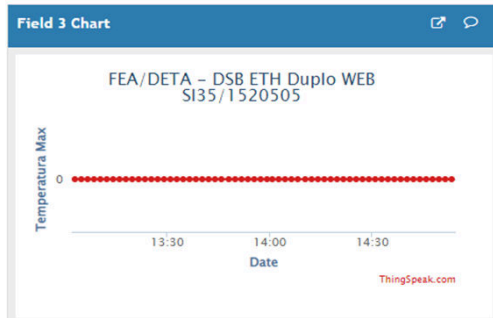 Field 3 Chart
FEA/DETA - DSB ETH Duplo WEB
SI35/1520505
Temperatura Max
0
13:30 14:00 14:30
Date
ThingSpeak.com